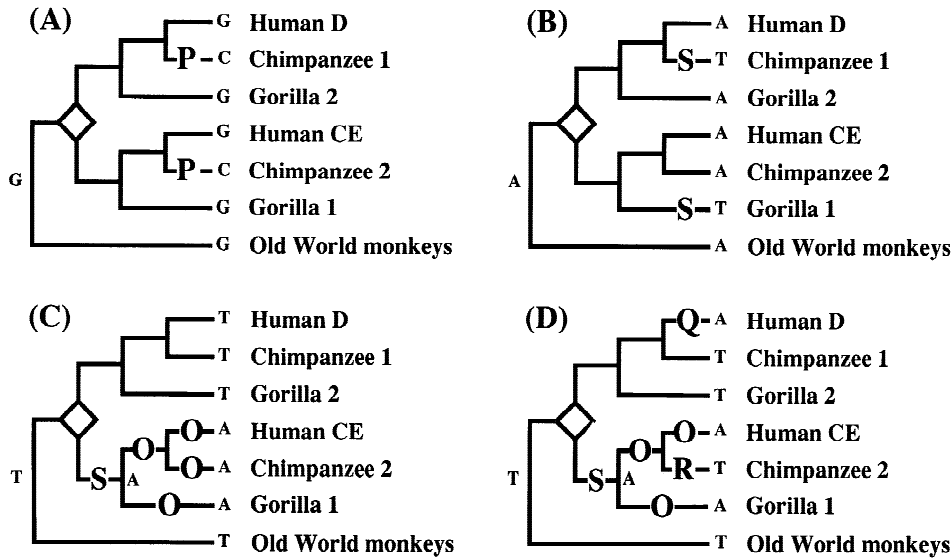 (A)
G Human D
P C Chimpanzee 1
G Gorilla 2
G Human CE
P C Chimpanzee 2
G
G Gorilla 1
G Old World monkeys
(B)
A Human D
S T Chimpanzee 1
A Gorilla 2
A Human CE
A Chimpanzee 2
A
S T Gorilla 1
A Old World monkeys
(C)
T Human D
T Chimpanzee 1
T Gorilla 2
O A Human CE
O
O A Chimpanzee 2
T S A
O A Gorilla 1
T Old World monkeys
(D)
Q A Human D
T Chimpanzee 1
T Gorilla 2
O A Human CE
O
R T Chimpanzee 2
T S A
O A Gorilla 1
T Old World monkeys